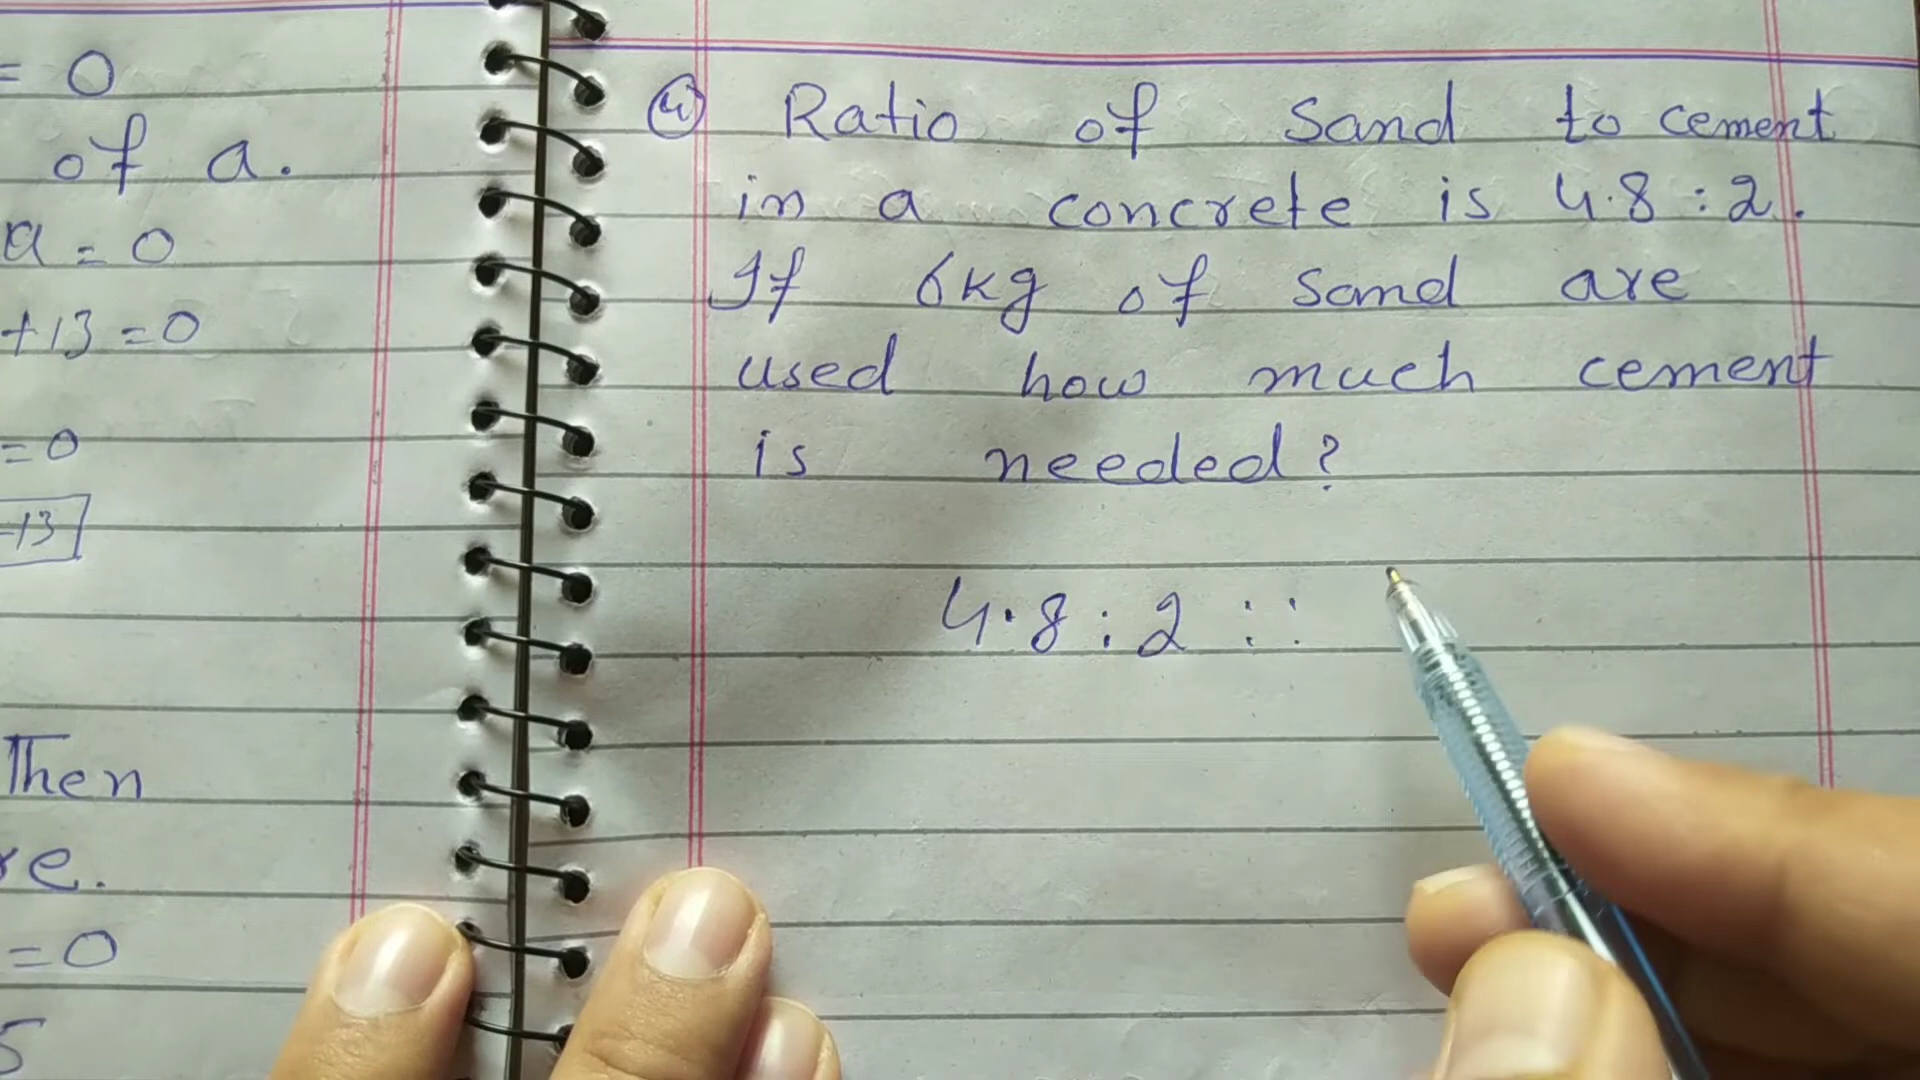 = 0
of a.
a = 0
+13 = 0
= 0
-13
Then
re.
= 0
5
4 Ratio of Sand to cement
in a concrete is 4.8 : 2.
If 6kg of Sand are
used how much cement
is needed?
4.8 : 2 ::